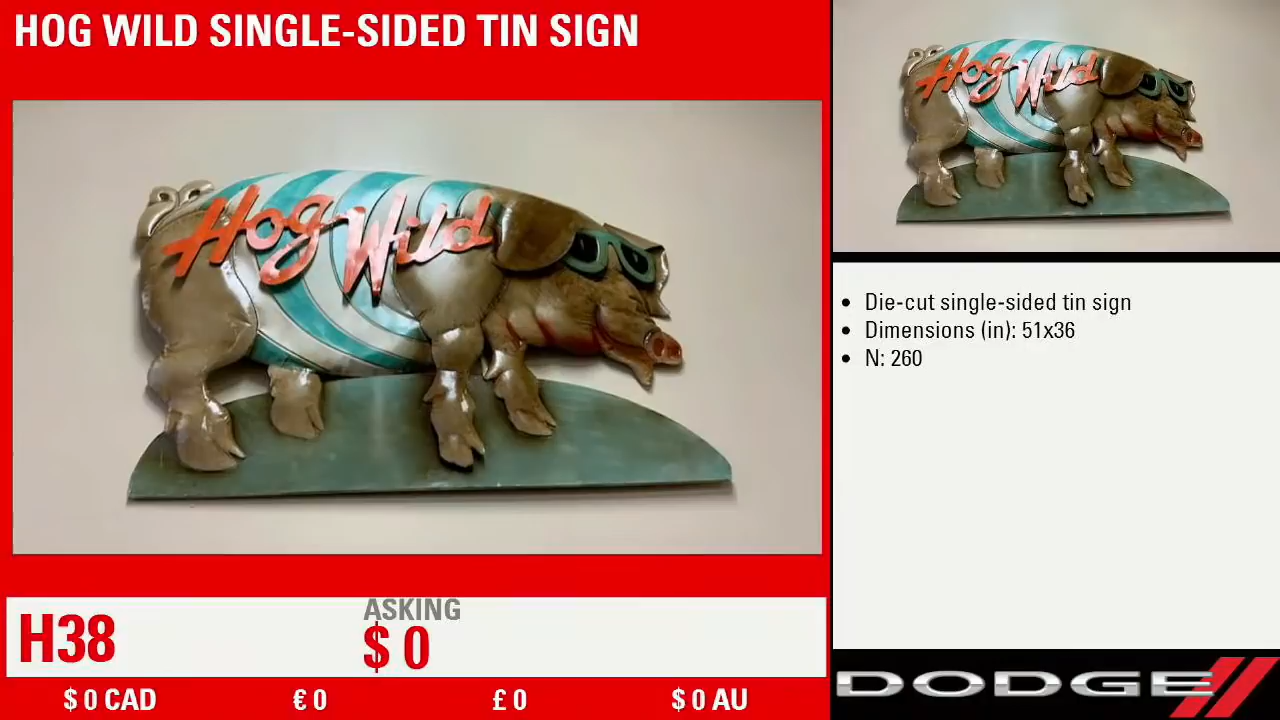 HOG WILD SINGLE-SIDED TIN SIGN
Hog Wild
Hog Wild
• Die-cut single-sided tin sign
• Dimensions (in): 51x36
• N: 260
H38
ASKING
$ 0
$ 0 CAD
€ 0
£ 0
$ 0 AU
DODGE